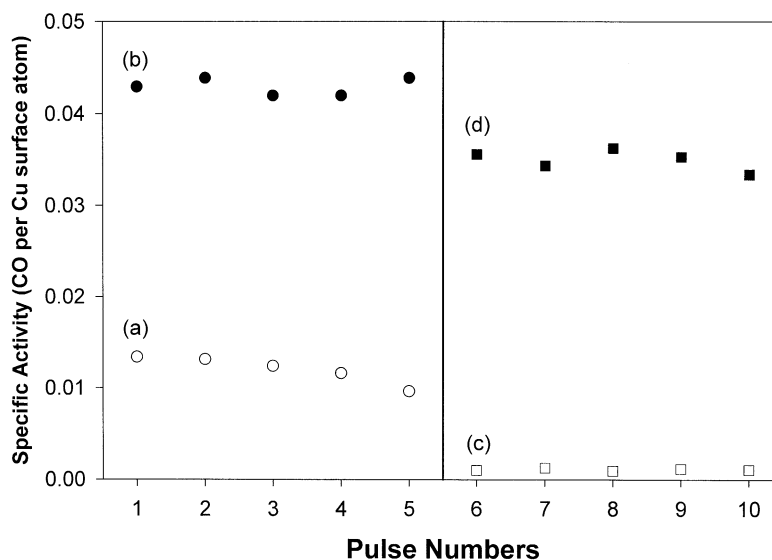 Specific Activity (CO per Cu surface atom)
0.05
0.04
0.03
0.02
0.01
0.00
(b)
(a)
(d)
(c)
1 2 3 4 5 6 7 8 9 10
Pulse Numbers